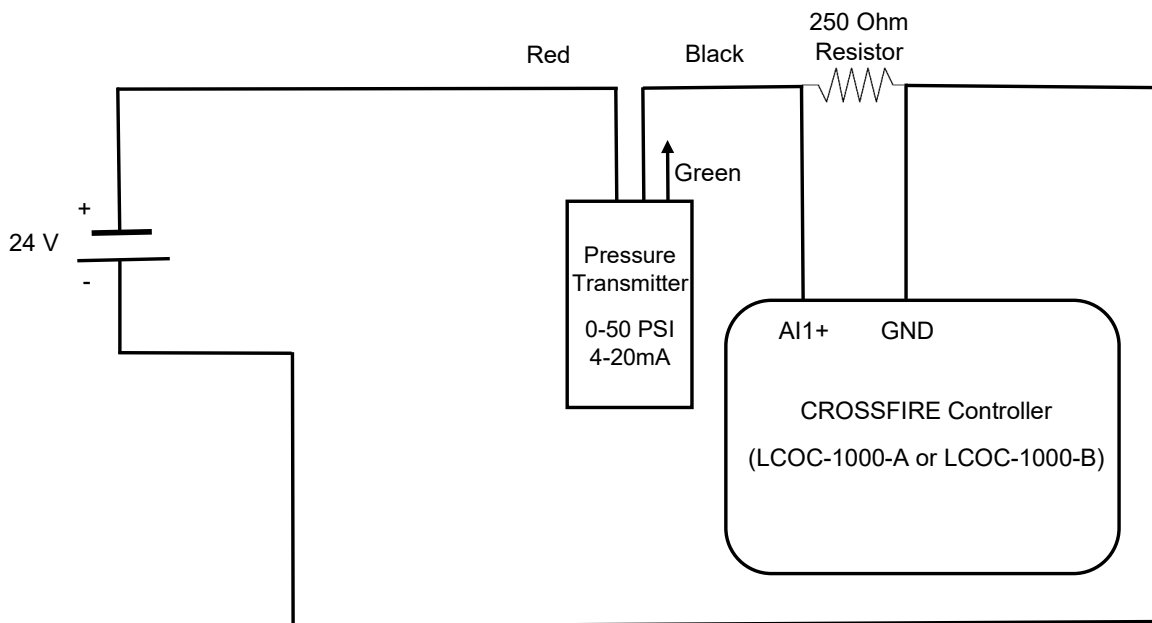 250 Ohm
Resistor
Red
Black
Green
+
24 V
-
Pressure
Transmitter
0-50 PSI
4-20mA
AI1+
GND
CROSSFIRE Controller
(LCOC-1000-A or LCOC-1000-B)